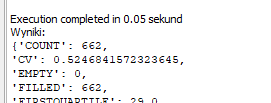 Execution completed in 0.05 sekund
Wyniki:
{'COUNT': 662,
'CV': 0.5246841572323645,
'EMPTY': 0,
'FILLED': 662,
'FIRSTQUARTILE': 29.0